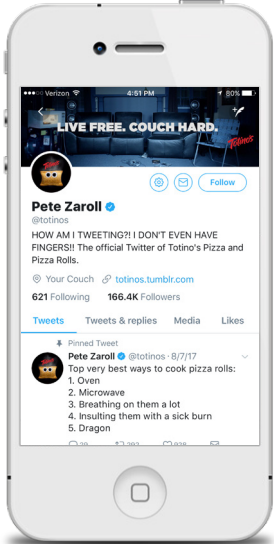 Verizon 4:51 PM 80%
LIVE FREE. COUCH HARD.
Totino's
Follow
Pete Zaroll
@totinos
HOW AM I TWEETING?! I DON'T EVEN HAVE
FINGERS!! The official Twitter of Totino's Pizza and
Pizza Rolls.
Your Couch totinos.tumblr.com
621 Following 166.4K Followers
Tweets Tweets & replies Media Likes
Pinned Tweet
Pete Zaroll @totinos · 8/7/17
Top very best ways to cook pizza rolls:
1. Oven
2. Microwave
3. Breathing on them a lot
4. Insulting them with a sick burn
5. Dragon